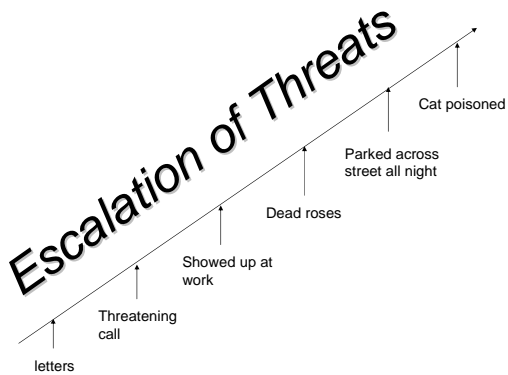 Escalation of Threats
Cat poisoned
Parked across
street all night
Dead roses
Showed up at
work
Threatening
call
letters